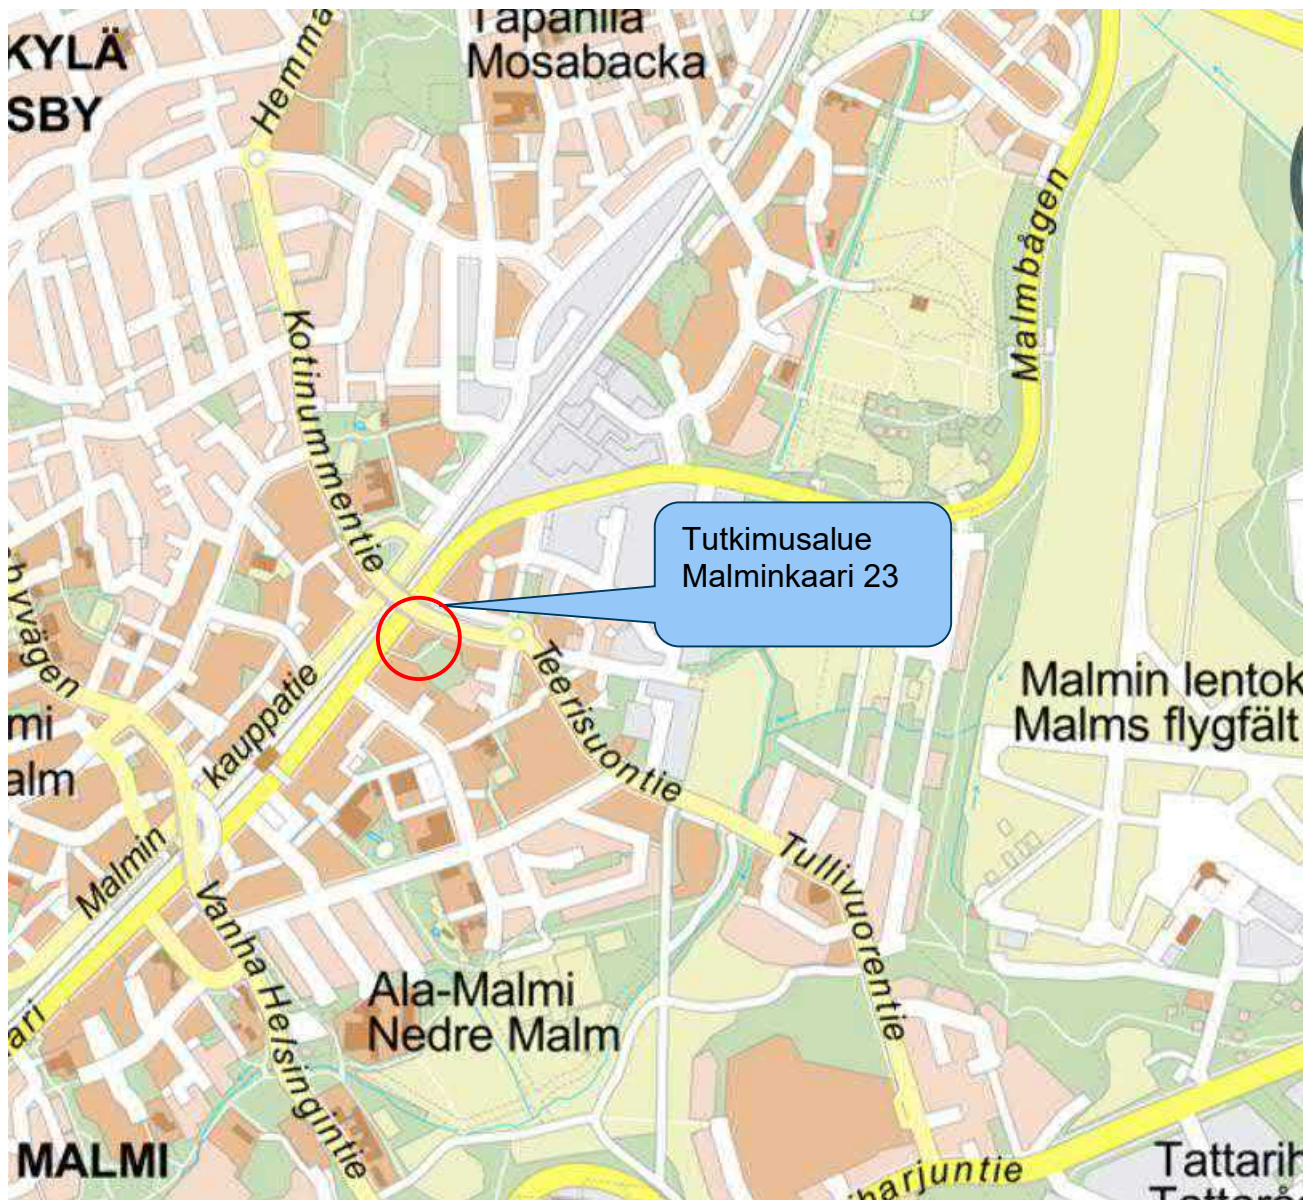 KYLÄ
SBY
Hemma
Tapanila
Mosabacka
Malmbågen
Kotinummentie
Tutkimusalue
Malminkaari 23
Teerisuontie
Malmin lentok
Malms flygfält
mi
alm
Malmin kauppatie
Vanha Helsingintie
Tullivuorentie
Ala-Malmi
Nedre Malm
ari
MALMI
harjuntie
Tattarih